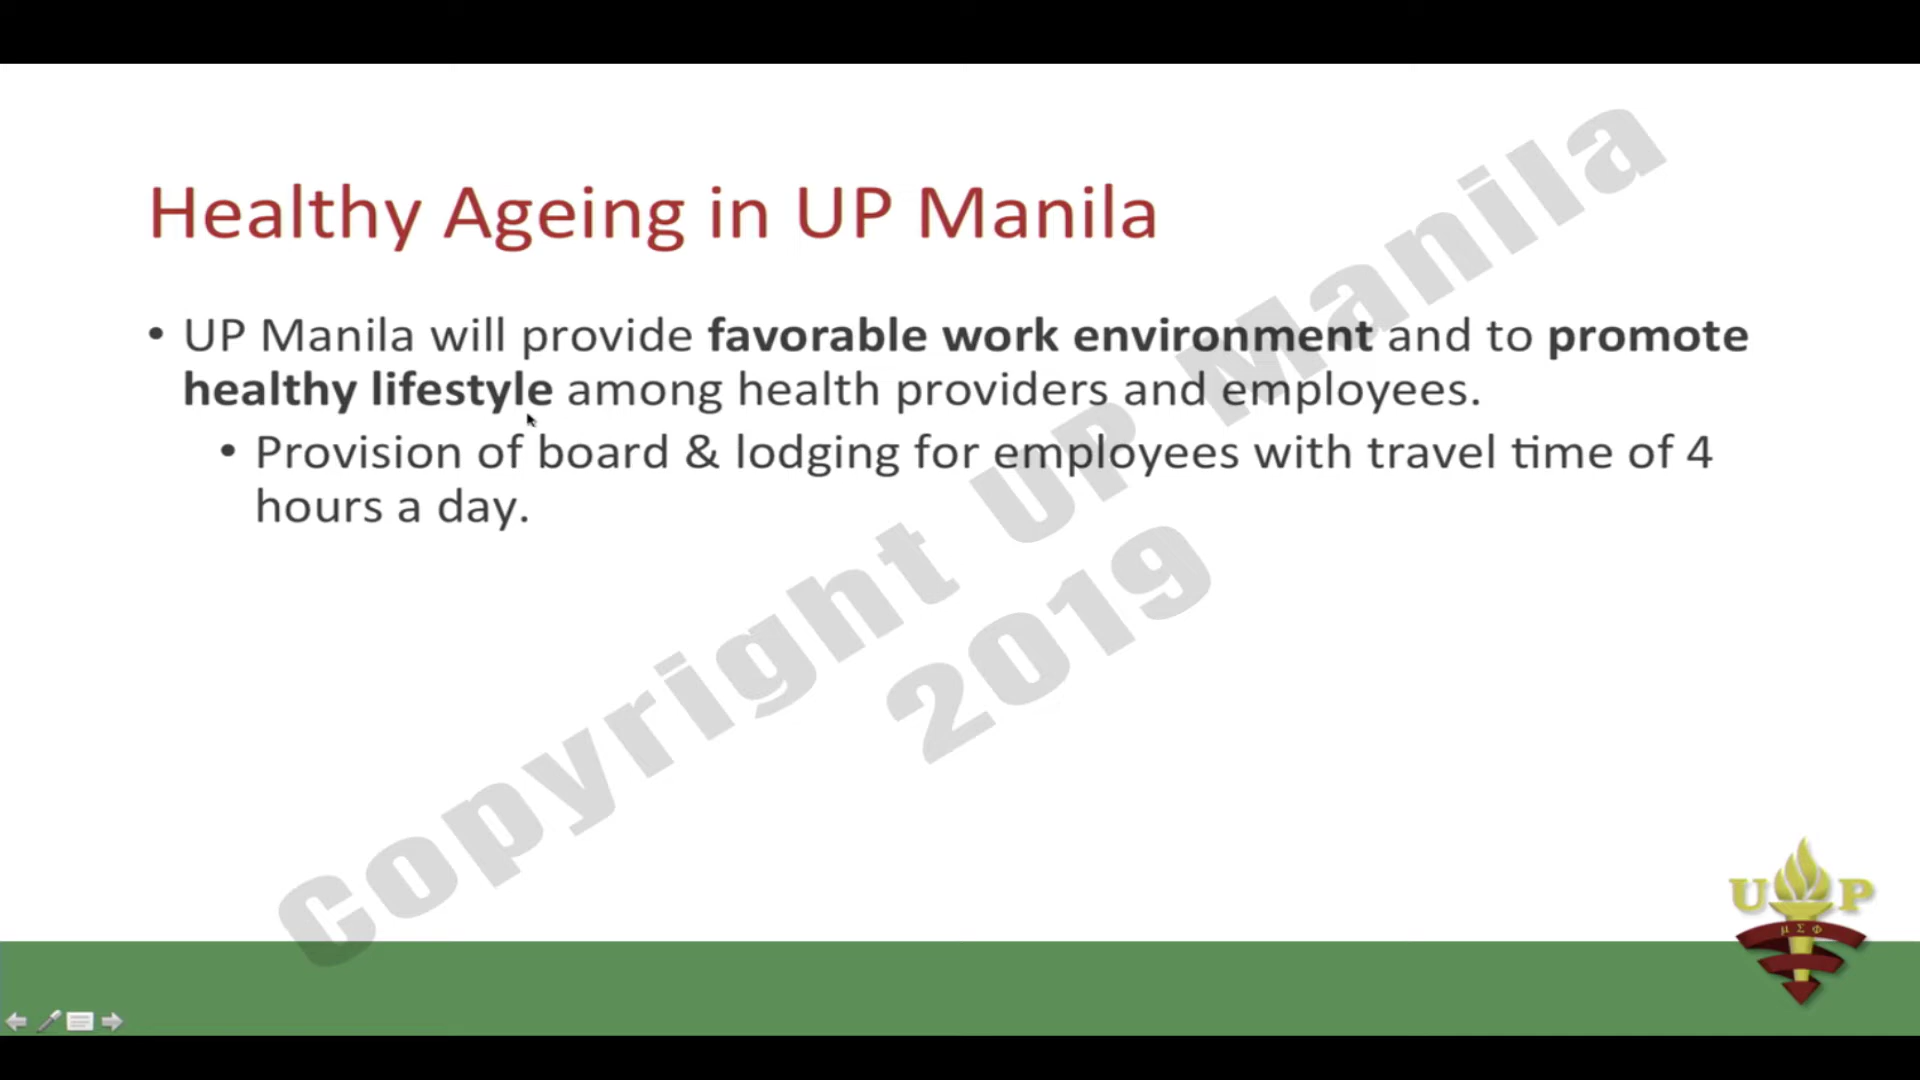 Healthy Ageing in UP Manila
• UP Manila will provide favorable work environment and to promote
healthy lifestyle among health providers and employees.
• Provision of board & lodging for employees with travel time of 4
hours a day.
Copyright UP Manila
2019
U P
μ Σ Φ